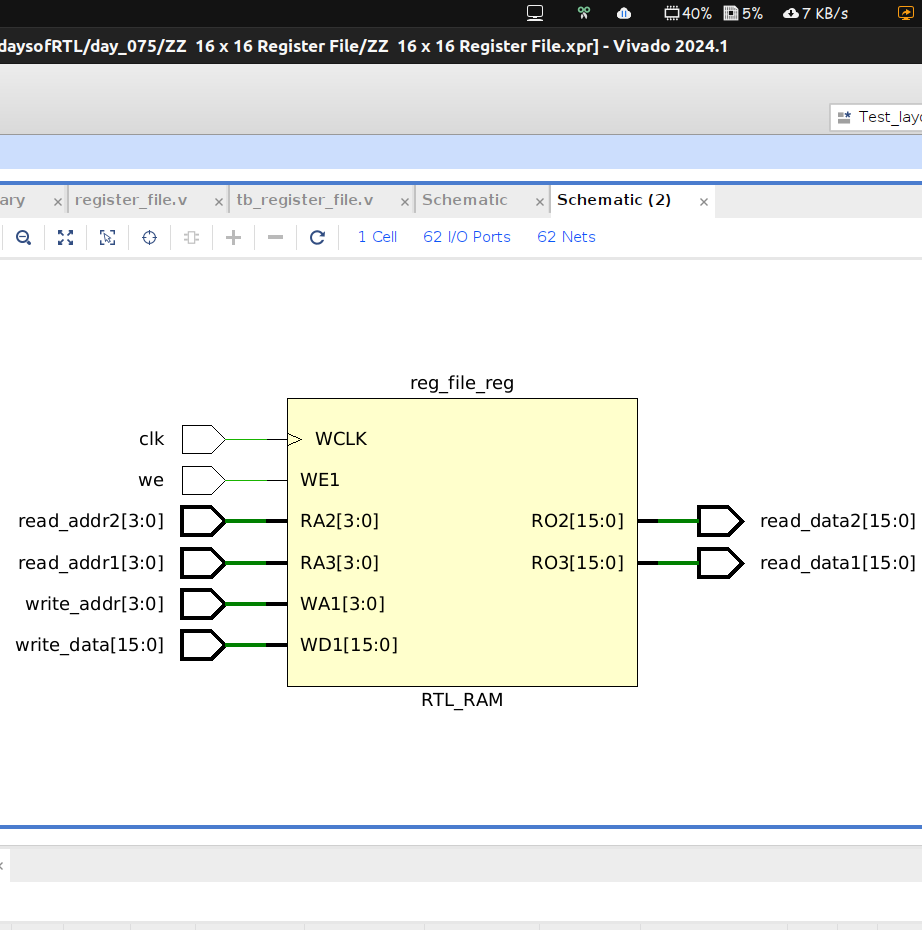 40% 5% 7 KB/s
daysofRTL/day_075/ZZ 16 x 16 Register File/ZZ 16 x 16 Register File.xpr] - Vivado 2024.1
Test_layo
ary × register_file.v × tb_register_file.v × Schematic × Schematic (2) ×
1 Cell 62 I/O Ports 62 Nets
reg_file_reg
clk WCLK
we WE1
read_addr2[3:0] RA2[3:0] RO2[15:0] read_data2[15:0]
read_addr1[3:0] RA3[3:0] RO3[15:0] read_data1[15:0]
write_addr[3:0] WA1[3:0]
write_data[15:0] WD1[15:0]
RTL_RAM